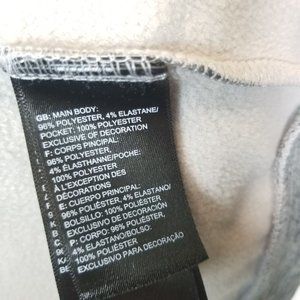 GB: MAIN BODY:
96% POLYESTER, 4% ELASTANE/
POCKET: 100% POLYESTER
EXCLUSIVE OF DECORATION
F: CORPS PINCIPAL:
96% POLYESTER,
4% ÉLASTHANNE/POCHE:
100% POLYESTER
À L'EXCEPTION DES
DÉCORATIONS
E: CUERPO PRINCIPAL:
96% POLIÉSTER, 4% ELASTANO/
BOLSILLO: 100% POLIÉSTER
EXCLUSIVO DE DECORACIÓN
P: CORPO: 96% POLIÉSTER,
4% ELASTANO/BOLSO:
100% POLIÉSTER
EXCLUSIVO PARA DECORAÇÃO